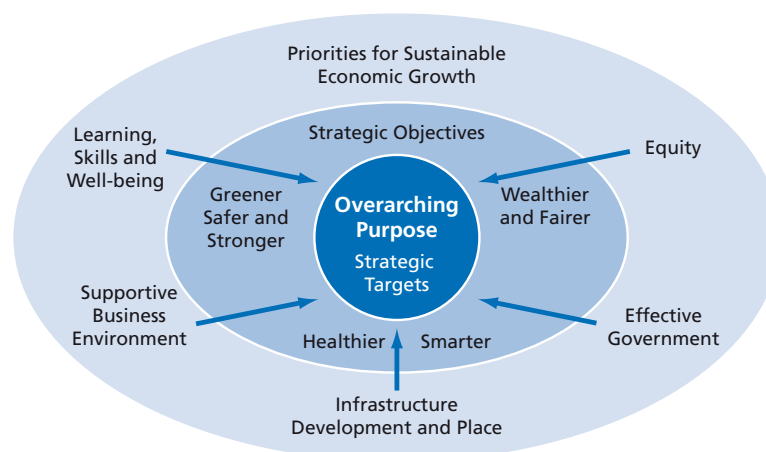 Priorities for Sustainable
Economic Growth
Learning,
Skills and
Well-being
Strategic Objectives
Equity
Greener
Safer and
Stronger
Overarching
Purpose
Strategic
Targets
Wealthier
and Fairer
Supportive
Business
Environment
Healthier
Smarter
Effective
Government
Infrastructure
Development and Place